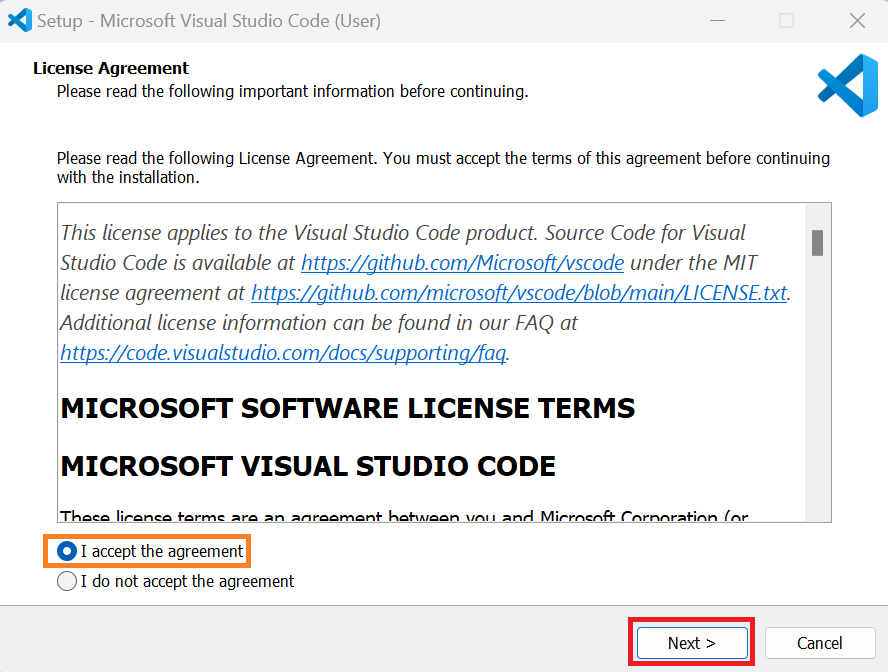 Setup - Microsoft Visual Studio Code (User)
License Agreement
Please read the following important information before continuing.
Please read the following License Agreement. You must accept the terms of this agreement before continuing
with the installation.
This license applies to the Visual Studio Code product. Source Code for Visual
Studio Code is available at https://github.com/Microsoft/vscode under the MIT
license agreement at https://github.com/microsoft/vscode/blob/main/LICENSE.txt.
Additional license information can be found in our FAQ at
https://code.visualstudio.com/docs/supporting/faq.
MICROSOFT SOFTWARE LICENSE TERMS
MICROSOFT VISUAL STUDIO CODE
These license terms are an agreement between you and Microsoft Corporation (or
I accept the agreement
I do not accept the agreement
Next >
Cancel